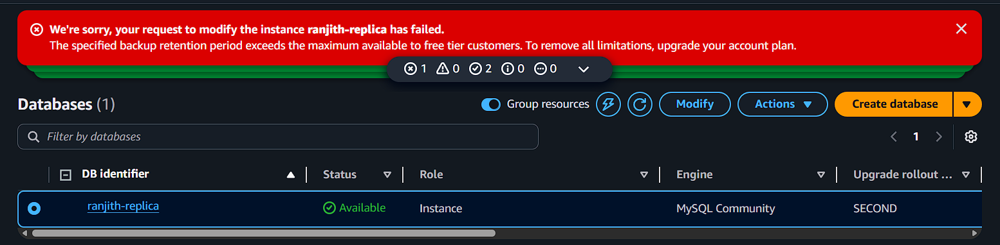 We're sorry, your request to modify the instance ranjith-replica has failed.
The specified backup retention period exceeds the maximum available to free tier customers. To remove all limitations, upgrade your account plan.
1 0 2 0 0
Databases (1)
Group resources
Modify
Actions
Create database
Filter by databases
1
DB identifier Status Role Engine Upgrade rollout ...
ranjith-replica Available Instance MySQL Community SECOND